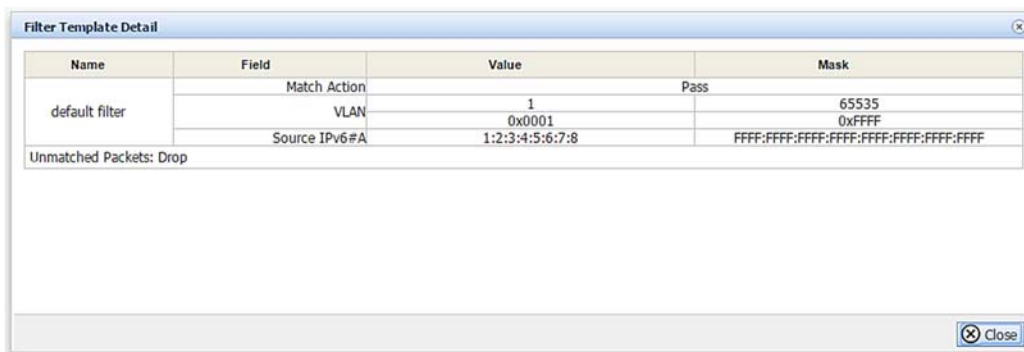 Filter Template Detail
Name Field Value Mask
default filter
Match Action Pass
VLAN 1 65535
0x0001 0xFFFF
Source IPv6#A 1:2:3:4:5:6:7:8 FFFF:FFFF:FFFF:FFFF:FFFF:FFFF:FFFF:FFFF
Unmatched Packets: Drop
Close